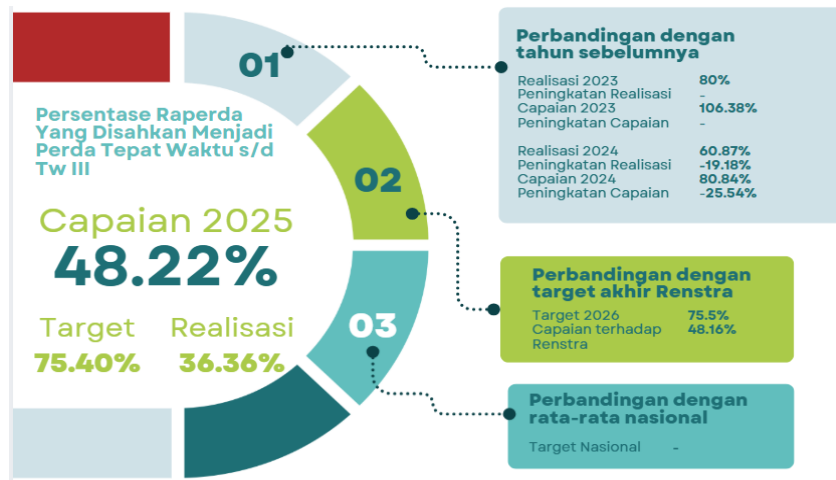 Persentase Raperda
Yang Disahkan Menjadi
Perda Tepat Waktu s/d
Tw III
Capaian 2025
48.22%
Target Realisasi
75.40% 36.36%
01
02
03
Perbandingan dengan
tahun sebelumnya
Realisasi 2023 80%
Peningkatan Realisasi -
Capaian 2023 106.38%
Peningkatan Capaian -
Realisasi 2024 60.87%
Peningkatan Realisasi -19.18%
Capaian 2024 80.84%
Peningkatan Capaian -25.54%
Perbandingan dengan
target akhir Renstra
Target 2026 75.5%
Capaian terhadap 48.16%
Renstra
Perbandingan dengan
rata-rata nasional
Target Nasional -